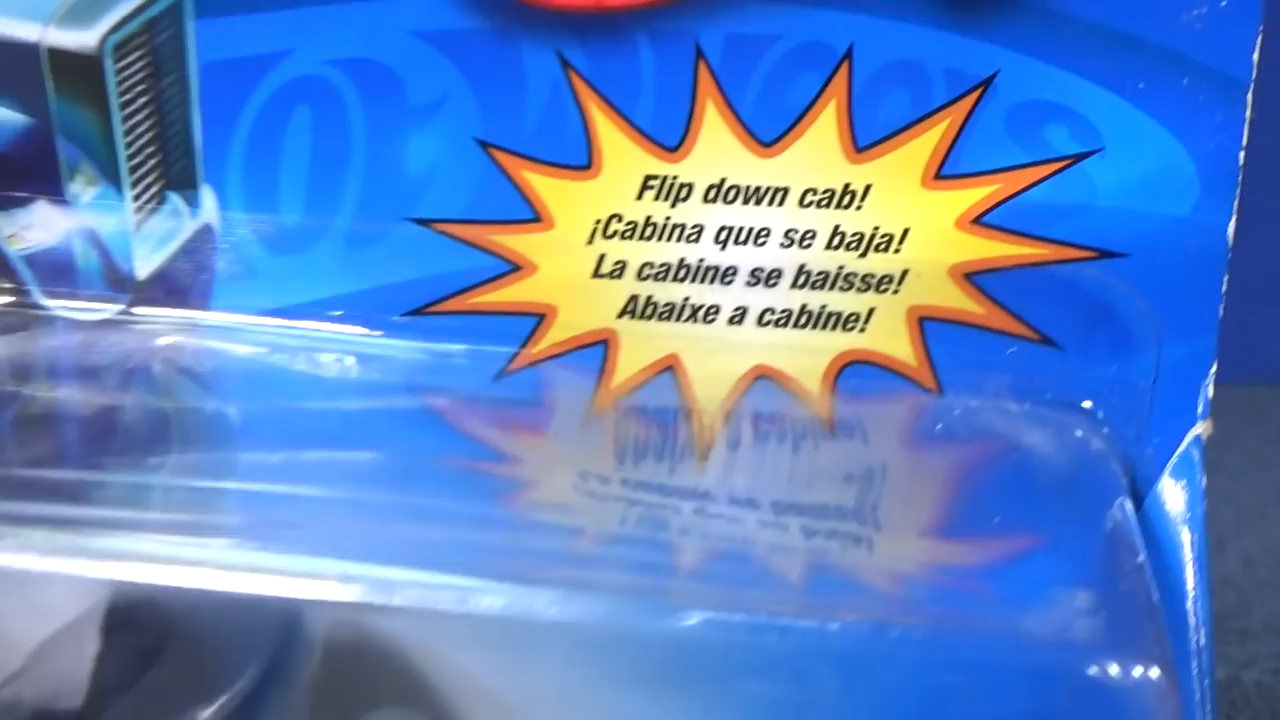 Flip down cab!
¡Cabina que se baja!
La cabine se baisse!
Abaixe a cabine!